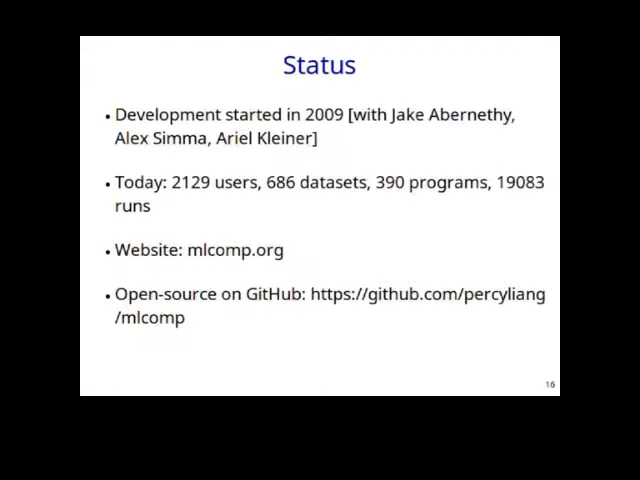 Status
• Development started in 2009 [with Jake Abernethy,
Alex Simma, Ariel Kleiner]
• Today: 2129 users, 686 datasets, 390 programs, 19083
runs
• Website: mlcomp.org
• Open-source on GitHub: https://github.com/percyliang
/mlcomp
16